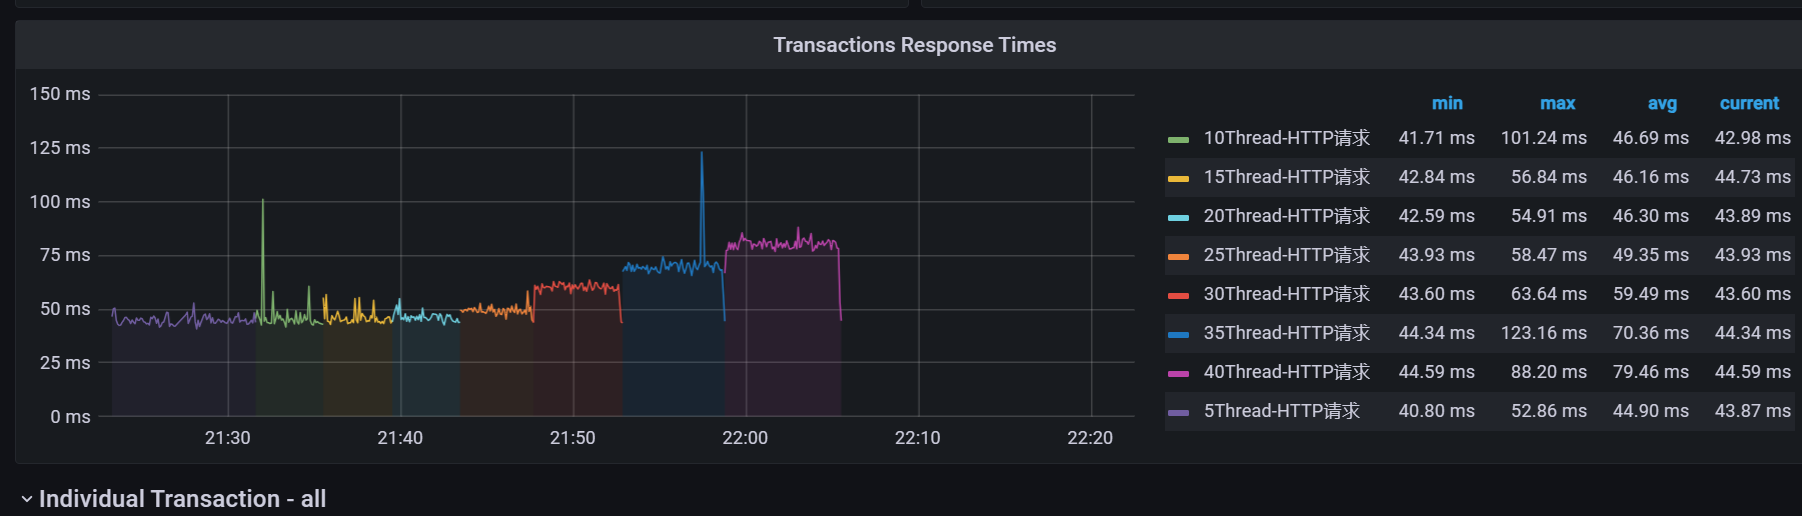 Transactions Response Times
150 ms
125 ms
100 ms
75 ms
50 ms
25 ms
0 ms
21:30 21:40 21:50 22:00 22:10 22:20
min max avg current
10Thread-HTTP请求 41.71 ms 101.24 ms 46.69 ms 42.98 ms
15Thread-HTTP请求 42.84 ms 56.84 ms 46.16 ms 44.73 ms
20Thread-HTTP请求 42.59 ms 54.91 ms 46.30 ms 43.89 ms
25Thread-HTTP请求 43.93 ms 58.47 ms 49.35 ms 43.93 ms
30Thread-HTTP请求 43.60 ms 63.64 ms 59.49 ms 43.60 ms
35Thread-HTTP请求 44.34 ms 123.16 ms 70.36 ms 44.34 ms
40Thread-HTTP请求 44.59 ms 88.20 ms 79.46 ms 44.59 ms
5Thread-HTTP请求 40.80 ms 52.86 ms 44.90 ms 43.87 ms
Individual Transaction - all